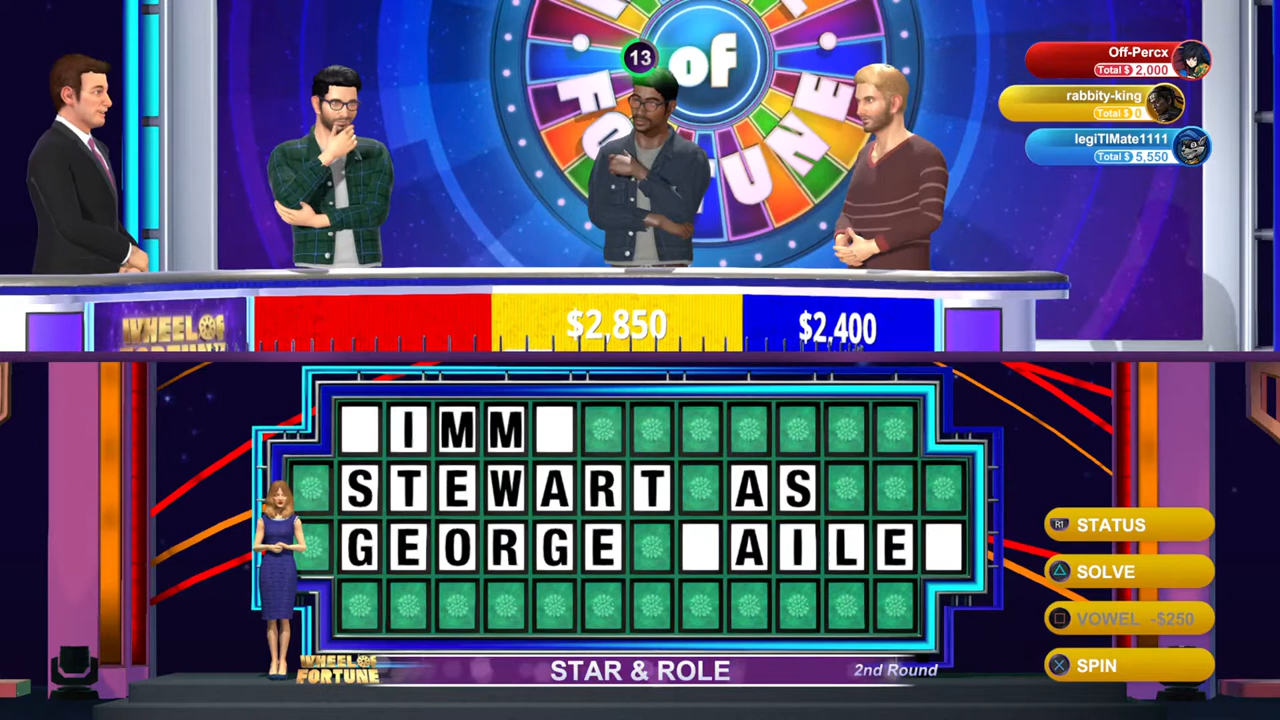 of
13
Off-Percx
Total $ 2,000
rabbity-king
Total $ 0
legiTIMate1111
Total $ 5,550
FORTUNE
WHEEL OF
FORTUNE
$2,850
$2,400
IMM
STEWART AS
GEORGE AILE
R1 STATUS
SOLVE
VOWEL -$250
SPIN
WHEEL OF
FORTUNE
STAR & ROLE
2nd Round